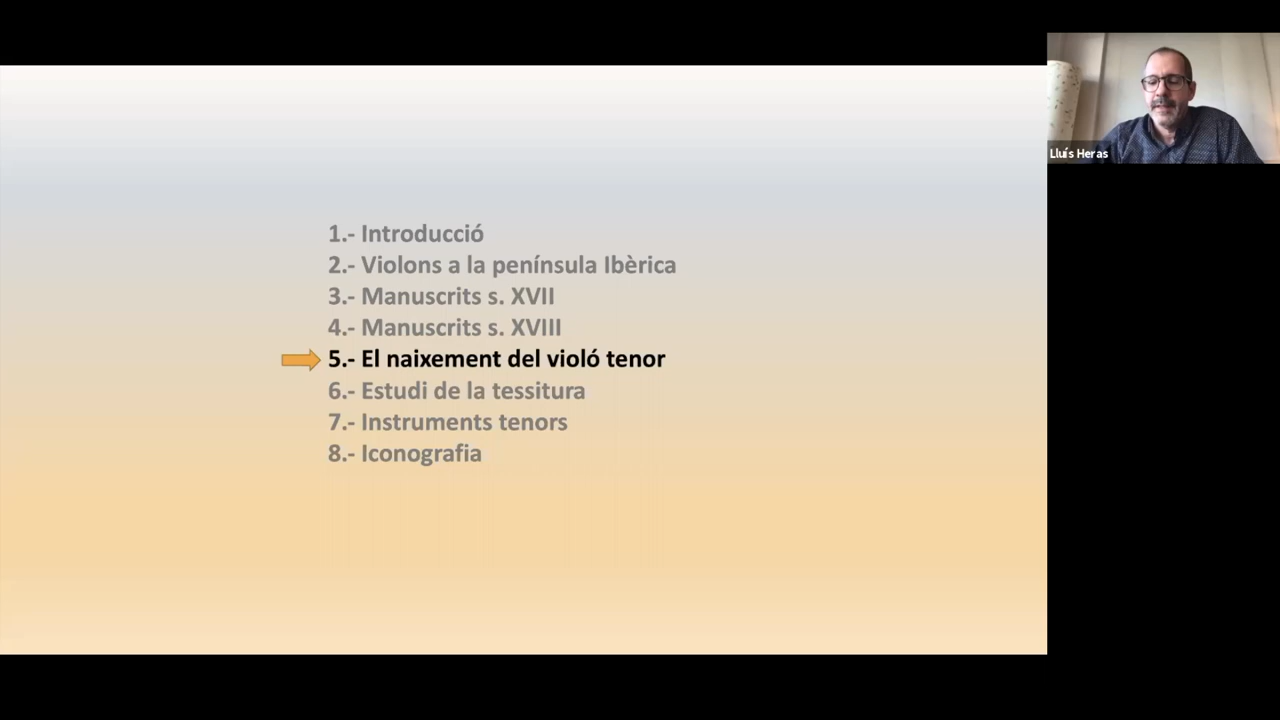 1.- Introducció
2.- Violons a la península Ibèrica
3.- Manuscrits s. XVII
4.- Manuscrits s. XVIII
5.- El naixement del violó tenor
6.- Estudi de la tessitura
7.- Instruments tenors
8.- Iconografia
Lluís Heras